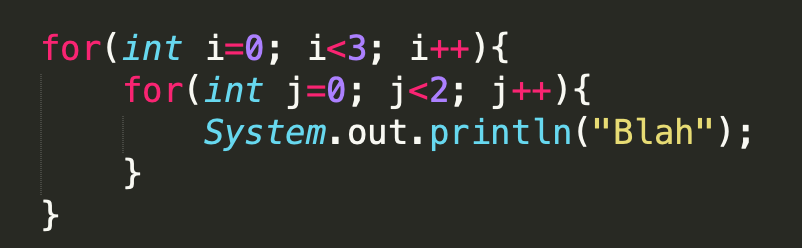 for(int i=0; i<3; i++){
    for(int j=0; j<2; j++){
        System.out.println("Blah");
    }
}